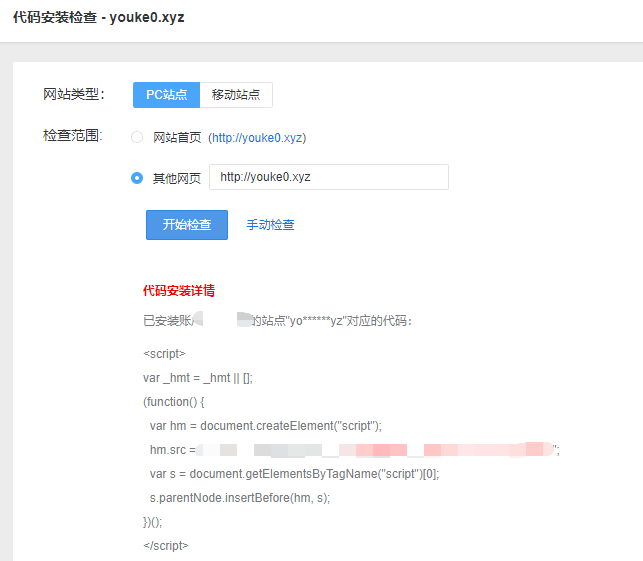 代码安装检查 - youke0.xyz
网站类型： PC站点 移动站点
检查范围: 网站首页 (http://youke0.xyz)
其他网页 http://youke0.xyz
开始检查 手动检查
代码安装详情
已安装账 的站点"yo******yz"对应的代码：
<script>
var _hmt = _hmt || [];
(function() {
var hm = document.createElement("script");
hm.src = ";
var s = document.getElementsByTagName("script")[0];
s.parentNode.insertBefore(hm, s);
})();
</script>